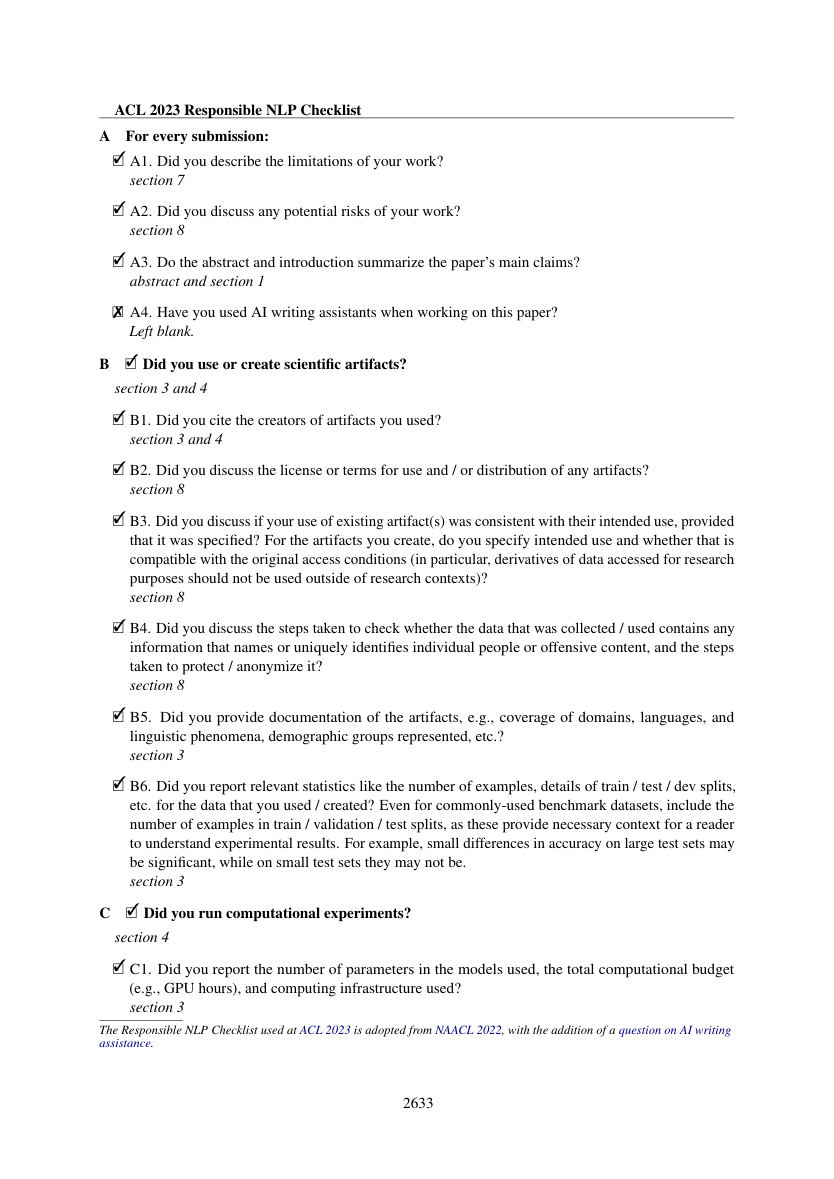 ACL 2023 Responsible NLP Checklist
A For every submission:
☑ A1. Did you describe the limitations of your work?
section 7
☑ A2. Did you discuss any potential risks of your work?
section 8
☑ A3. Do the abstract and introduction summarize the paper's main claims?
abstract and section 1
☒ A4. Have you used AI writing assistants when working on this paper?
Left blank.
B ☑ Did you use or create scientific artifacts?
section 3 and 4
☑ B1. Did you cite the creators of artifacts you used?
section 3 and 4
☑ B2. Did you discuss the license or terms for use and / or distribution of any artifacts?
section 8
☑ B3. Did you discuss if your use of existing artifact(s) was consistent with their intended use, provided
that it was specified? For the artifacts you create, do you specify intended use and whether that is
compatible with the original access conditions (in particular, derivatives of data accessed for research
purposes should not be used outside of research contexts)?
section 8
☑ B4. Did you discuss the steps taken to check whether the data that was collected / used contains any
information that names or uniquely identifies individual people or offensive content, and the steps
taken to protect / anonymize it?
section 8
☑ B5. Did you provide documentation of the artifacts, e.g., coverage of domains, languages, and
linguistic phenomena, demographic groups represented, etc.?
section 3
☑ B6. Did you report relevant statistics like the number of examples, details of train / test / dev splits,
etc. for the data that you used / created? Even for commonly-used benchmark datasets, include the
number of examples in train / validation / test splits, as these provide necessary context for a reader
to understand experimental results. For example, small differences in accuracy on large test sets may
be significant, while on small test sets they may not be.
section 3
C ☑ Did you run computational experiments?
section 4
☑ C1. Did you report the number of parameters in the models used, the total computational budget
(e.g., GPU hours), and computing infrastructure used?
section 3
The Responsible NLP Checklist used at ACL 2023 is adopted from NAACL 2022, with the addition of a question on AI writing
assistance.
2633